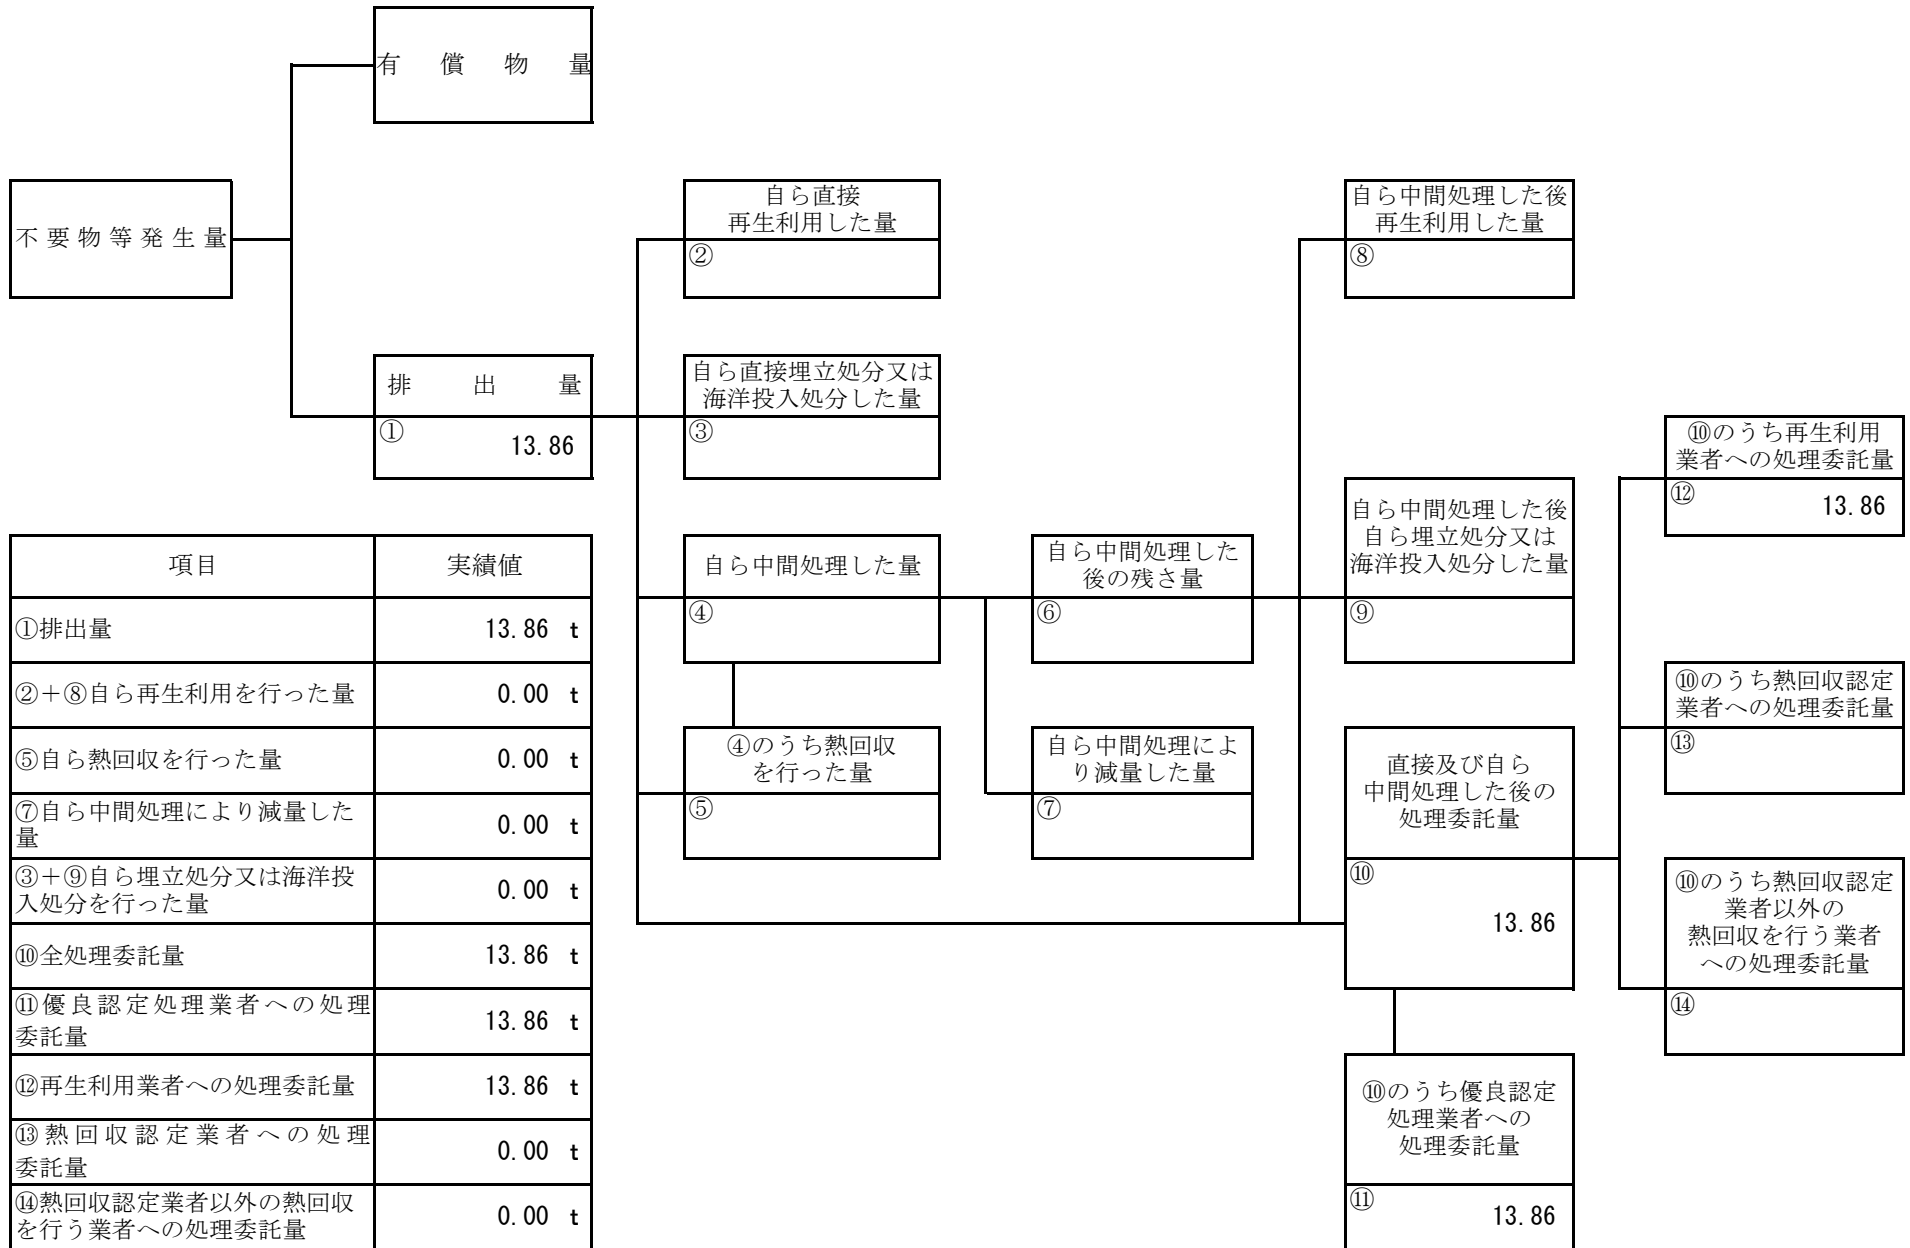 有償物量
不要物等発生量
排出量
①
13.86
自ら直接
再生利用した量
②
自ら直接埋立処分又は
海洋投入処分した量
③
自ら中間処理した量
④
④のうち熱回収
を行った量
⑤
自ら中間処理した
後の残さ量
⑥
自ら中間処理によ
り減量した量
⑦
自ら中間処理した後
再生利用した量
⑧
自ら中間処理した後
自ら埋立処分又は
海洋投入処分した量
⑨
直接及び自ら
中間処理した後の
処理委託量
⑩
13.86
⑩のうち優良認定
処理業者への
処理委託量
⑪
13.86
⑩のうち再生利用
業者への処理委託量
⑫
13.86
⑩のうち熱回収認定
業者への処理委託量
⑬
⑩のうち熱回収認定
業者以外の
熱回収を行う業者
への処理委託量
⑭
項目 実績値
①排出量 13.86 t
②＋⑧自ら再生利用を行った量 0.00 t
⑤自ら熱回収を行った量 0.00 t
⑦自ら中間処理により減量した
量 0.00 t
③＋⑨自ら埋立処分又は海洋投
入処分を行った量 0.00 t
⑩全処理委託量 13.86 t
⑪優良認定処理業者への処理
委託量 13.86 t
⑫再生利用業者への処理委託量 13.86 t
⑬熱回収認定業者への処理
委託量 0.00 t
⑭熱回収認定業者以外の熱回収
を行う業者への処理委託量 0.00 t